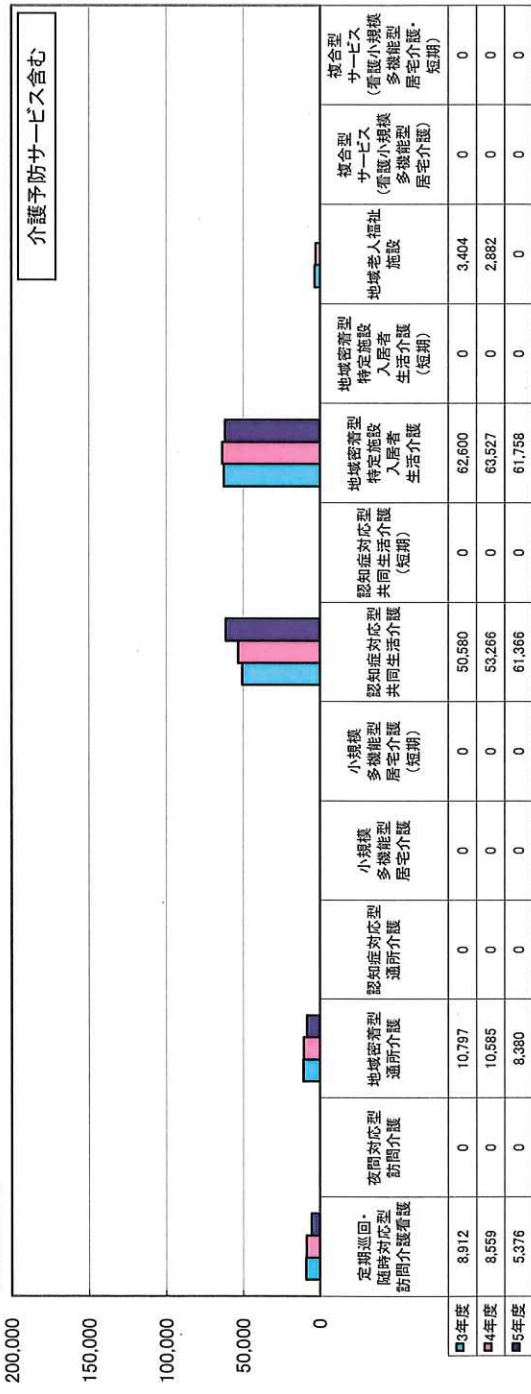 介護予防サービス含む
200,000
150,000
100,000
50,000
0
定期巡回・
随時対応型
訪問介護看護
夜間対応型
訪問介護
地域密着型
通所介護
認知症対応型
通所介護
小規模
多機能型
居宅介護
小規模
多機能型
居宅介護
(短期)
認知症対応型
共同生活介護
認知症対応型
共同生活介護
(短期)
地域密着型
特定施設
入居者
生活介護
地域密着型
特定施設
入居者
生活介護
(短期)
地域老人福祉
施設
複合型
サービス
(看護小規模
多機能型
居宅介護)
複合型
サービス
(看護小規模
多機能型
居宅介護・
短期)
3年度 8,912 0 10,797 0 0 0 50,580 0 62,600 0 3,404 0 0
4年度 8,559 0 10,585 0 0 0 53,266 0 63,527 0 2,882 0 0
5年度 5,376 0 8,380 0 0 0 61,366 0 61,758 0 0 0 0